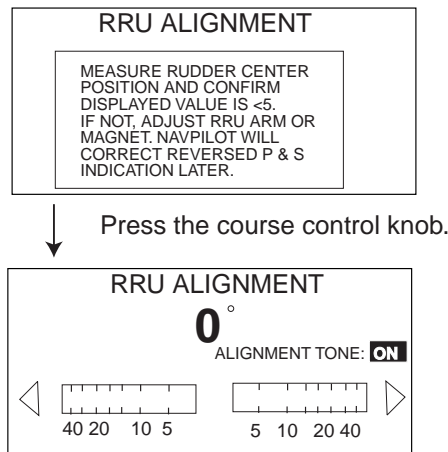 RRU ALIGNMENT
MEASURE RUDDER CENTER
POSITION AND CONFIRM
DISPLAYED VALUE IS <5.
IF NOT, ADJUST RRU ARM OR
MAGNET. NAVPILOT WILL
CORRECT REVERSED P & S
INDICATION LATER.
Press the course control knob.
RRU ALIGNMENT
0°
ALIGNMENT TONE: ON
40 20 10 5 5 10 20 40